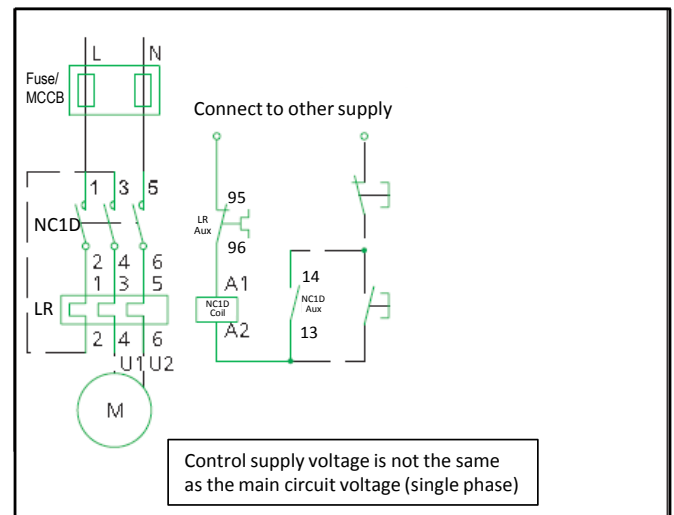 L N
Fuse/
MCCB
Connect to other supply
1 3 5
NC1D
95
LR
Aux
96
2 4 6
1 3 5
LR
2 4 6
U1 U2
M
A1
NC1D
Coil
A2
14
NC1D
Aux
13
Control supply voltage is not the same
as the main circuit voltage (single phase)